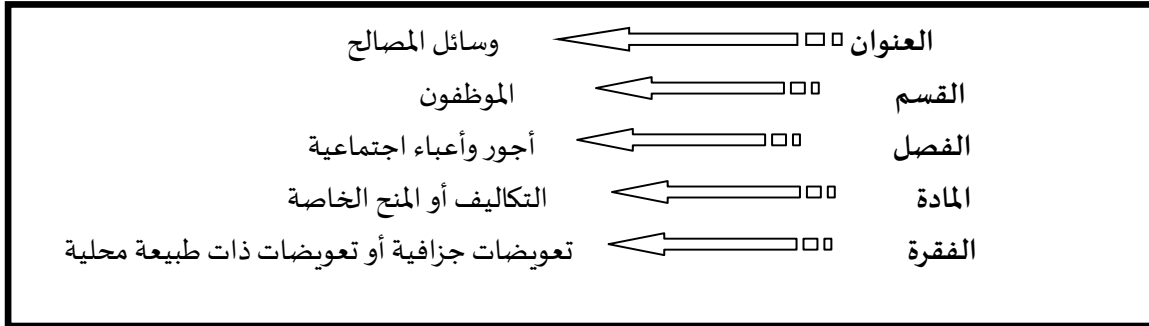 العنوان وسائل المصالح
القسم الموظفون
الفصل أجور وأعباء اجتماعية
المادة التكاليف أو المنح الخاصة
الفقرة تعويضات جزافية أو تعويضات ذات طبيعة محلية